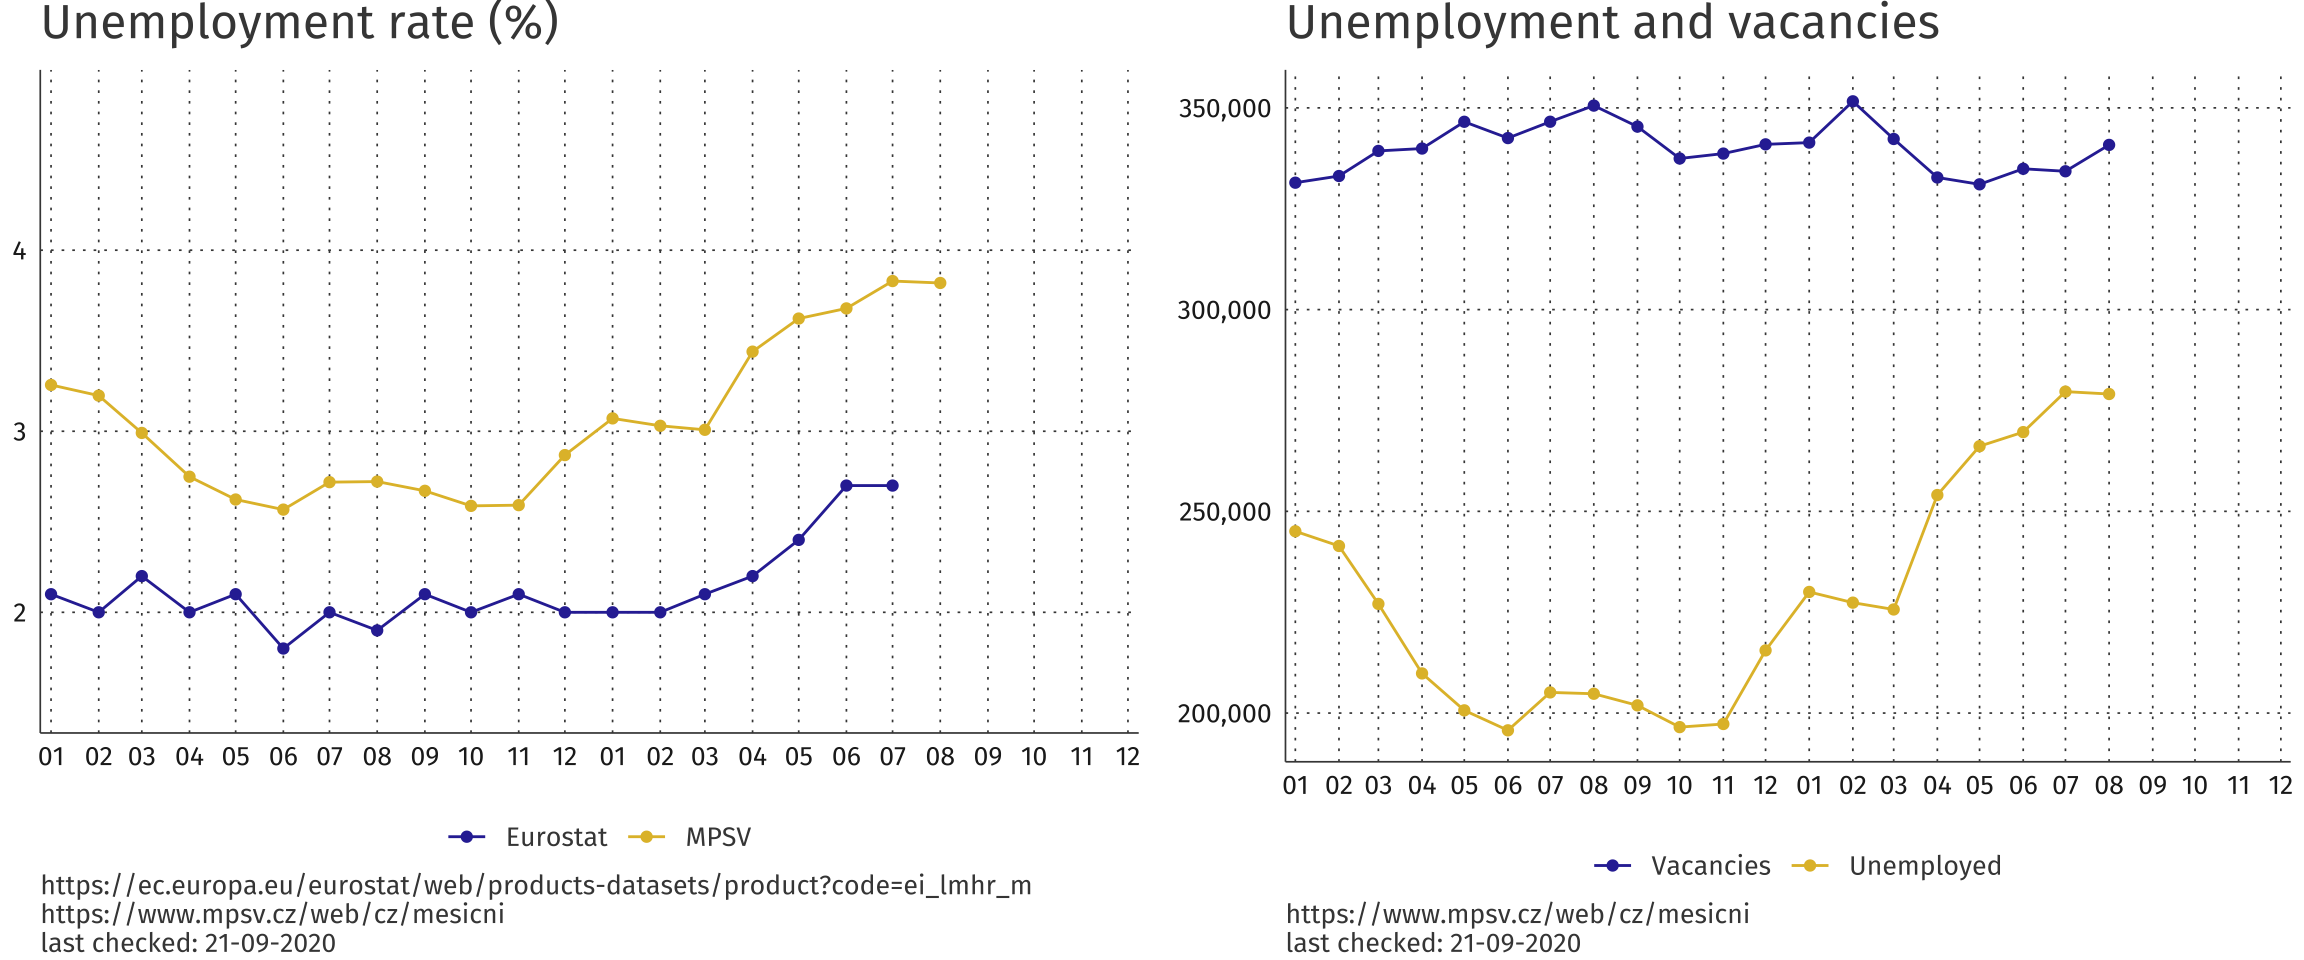 Unemployment rate (%)
4
3
2
01 02 03 04 05 06 07 08 09 10 11 12 01 02 03 04 05 06 07 08 09 10 11 12
Eurostat MPSV
https://ec.europa.eu/eurostat/web/products-datasets/product?code=ei_lmhr_m
https://www.mpsv.cz/web/cz/mesicni
last checked: 21-09-2020
Unemployment and vacancies
350,000
300,000
250,000
200,000
01 02 03 04 05 06 07 08 09 10 11 12 01 02 03 04 05 06 07 08 09 10 11 12
Vacancies Unemployed
https://www.mpsv.cz/web/cz/mesicni
last checked: 21-09-2020